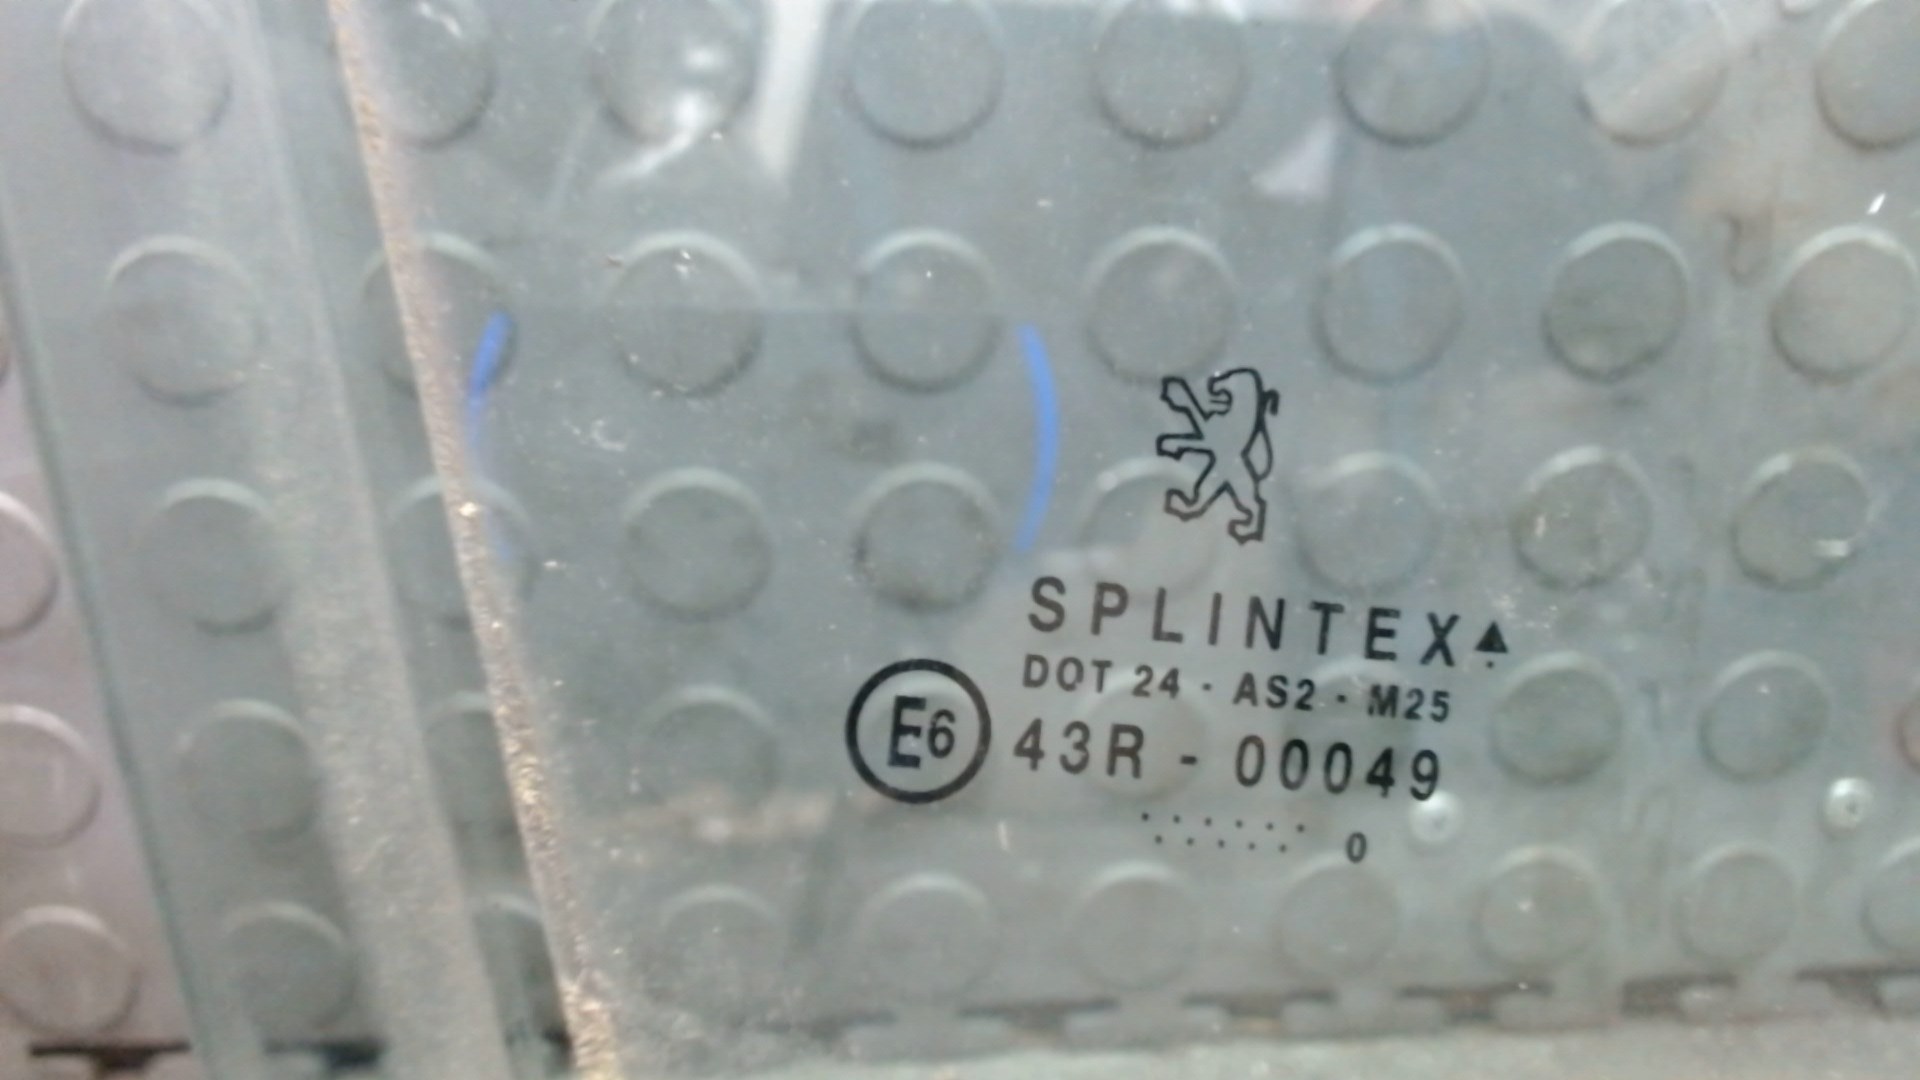 SPLINTEX
DOT 24 · AS2 · M25
E6 43R - 00049
0